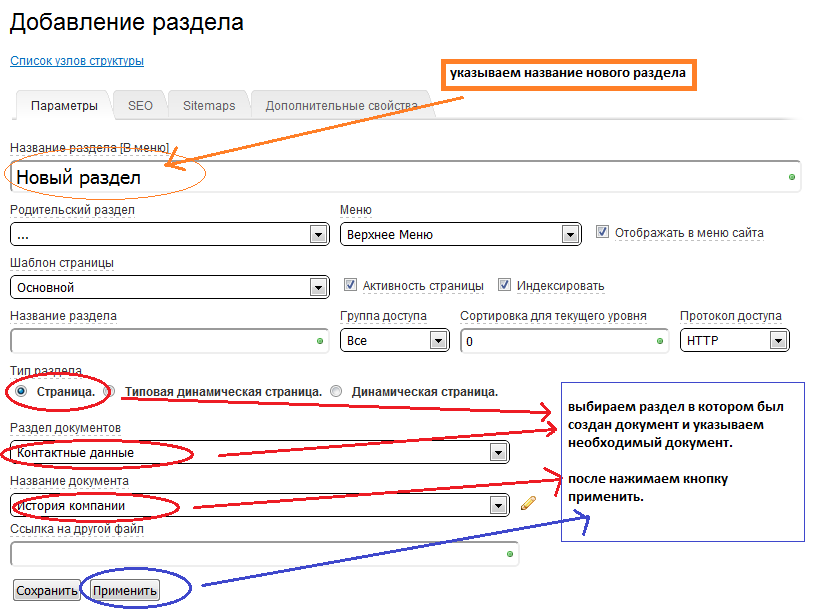 Добавление раздела
Список узлов структуры
указываем название нового раздела
Параметры SEO Sitemaps Дополнительные свойства
Название раздела [В меню]
Новый раздел
Родительский раздел Меню
... Верхнее Меню Отображать в меню сайта
Шаблон страницы
Основной Активность страницы Индексировать
Название раздела Группа доступа Сортировка для текущего уровня Протокол доступа
Все 0 HTTP
Тип раздела
Страница. Типовая динамическая страница. Динамическая страница.
выбираем раздел в котором был
создан документ и указываем
необходимый документ.
после нажимаем кнопку
применить.
Раздел документов
Контактные данные
Название документа
История компании
Ссылка на другой файл
Сохранить Применить